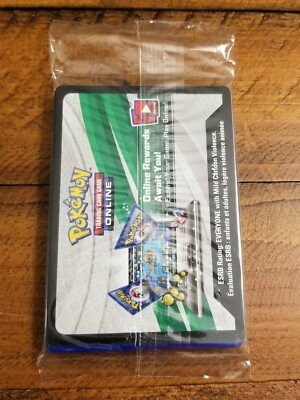 Pokémon
TRADING CARD GAME
ONLINE
Online Rewards
Await You!
ESRB Rating: EVERYONE with Mild Cartoon Violence.
Evaluation ESRB : enfants et adultes, légère violence animée